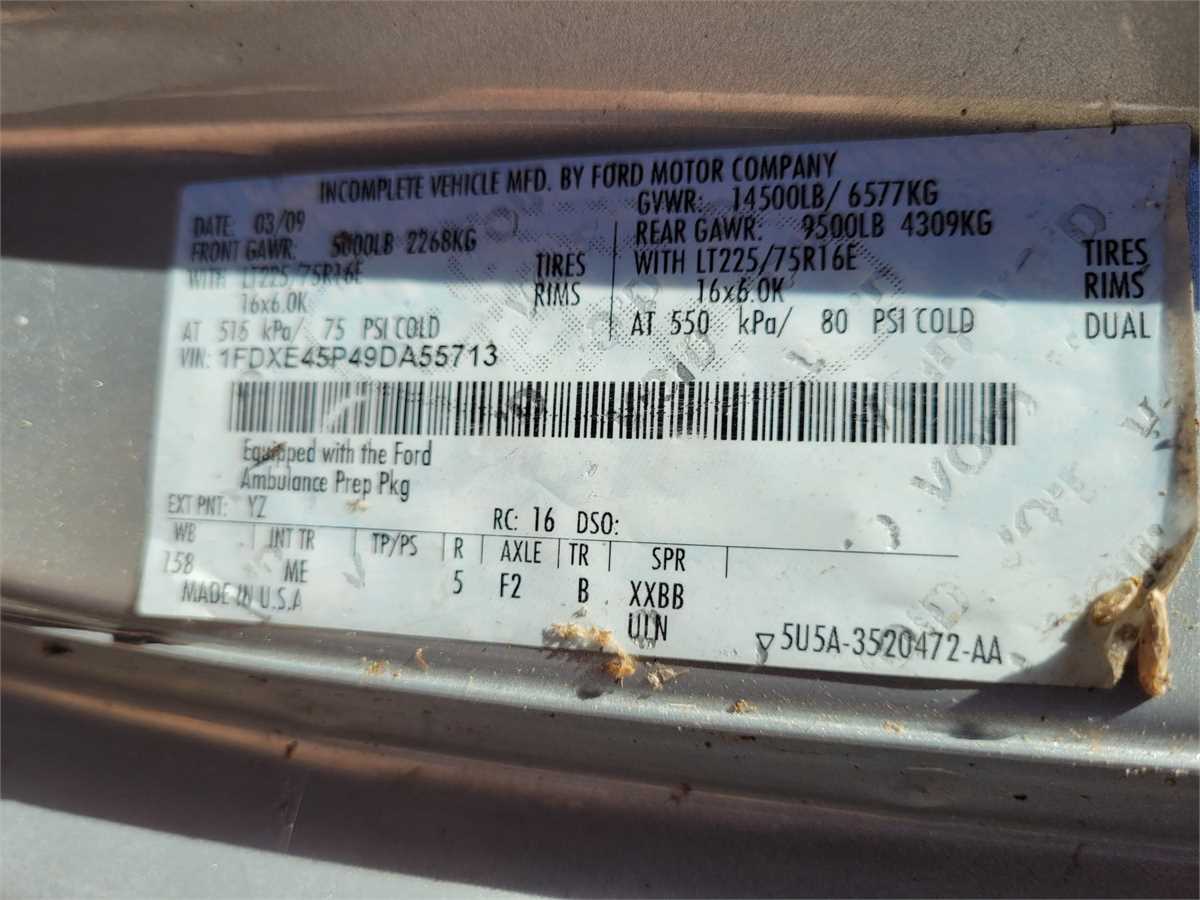 INCOMPLETE VEHICLE MFD. BY FORD MOTOR COMPANY
DATE: 03/09 GVWR: 14500LB/ 6577KG
FRONT GAWR: 5000LB 2268KG REAR GAWR: 9500LB 4309KG
WITH LT225/75R16E TIRES WITH LT225/75R16E TIRES
16x6.0K RIMS 16x6.0K RIMS
AT 516 kPa/ 75 PSI COLD AT 550 kPa/ 80 PSI COLD DUAL
VIN: 1FDXE45P49DA55713
Equipped with the Ford
Ambulance Prep Pkg
EXT PNT: YZ RC: 16 DSO:
WB INT TR TP/PS R AXLE TR SPR
158 ME 5 F2 B XXBB
MADE IN U.S.A ULN
▽5U5A-3520472-AA